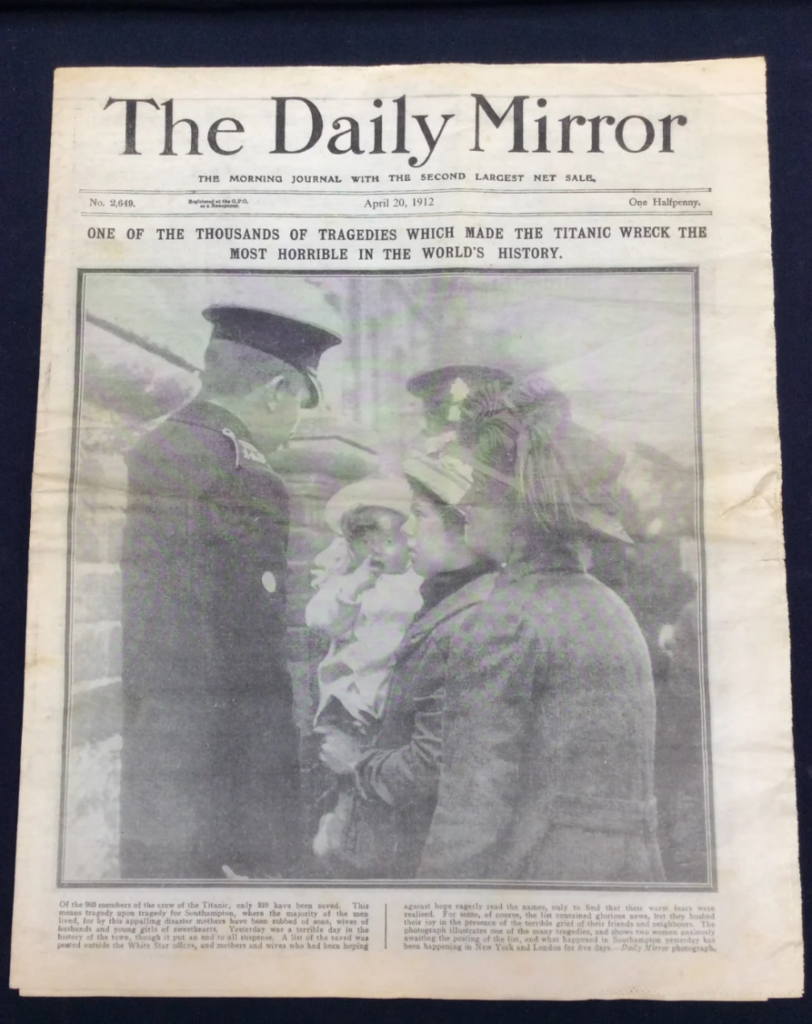 The Daily Mirror
THE MORNING JOURNAL WITH THE SECOND LARGEST NET SALE.
No. 2,649.
Registered at the G.P.O. as a Newspaper.
April 20, 1912
One Halfpenny.
ONE OF THE THOUSANDS OF TRAGEDIES WHICH MADE THE TITANIC WRECK THE
MOST HORRIBLE IN THE WORLD'S HISTORY.
Of the 900 members of the crew of the Titanic, only 210 have been saved. This
means tragedy upon tragedy for Southampton, where the majority of the men
lived, for by this appalling disaster mothers have been robbed of sons, wives of
husbands and young girls of sweethearts. Yesterday was a terrible day in the
history of the town, though it put an end to all suspense. A list of the saved was
posted outside the White Star offices, and mothers and wives who had been hoping
against hope eagerly read the names, only to find that their worst fears were
realised. For some, of course, the list contained glorious news, but they hushed
their joy in the presence of the terrible grief of their friends and neighbours. The
photograph illustrates one of the many tragedies, and shows two women anxiously
awaiting the posting of the list, and what happened in Southampton yesterday has
been happening in New York and London for five days.—Daily Mirror photograph.